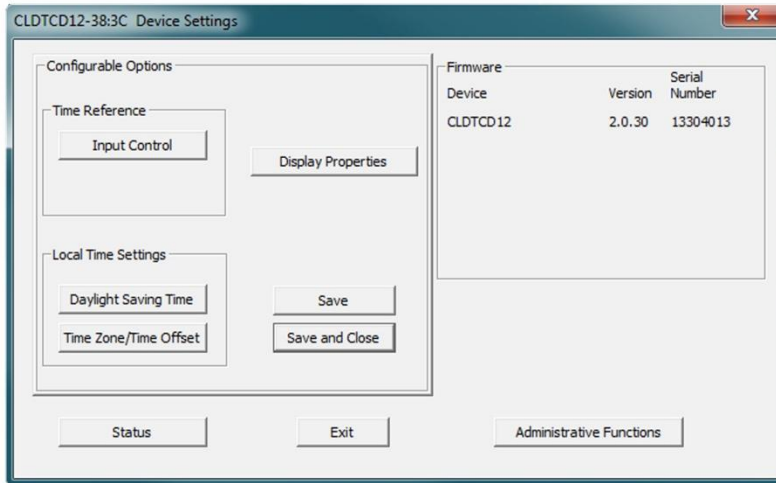 CLDTCD12-38:3C Device Settings
Configurable Options
Time Reference
Input Control
Display Properties
Local Time Settings
Daylight Saving Time
Time Zone/Time Offset
Save
Save and Close
Firmware
Serial
Device Version Number
CLDTCD12 2.0.30 13304013
Status
Exit
Administrative Functions